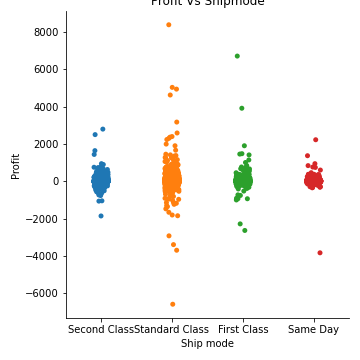 Profit Vs Shipmode
8000
6000
4000
2000
0
−2000
−4000
−6000
Profit
Second Class Standard Class First Class Same Day
Ship mode